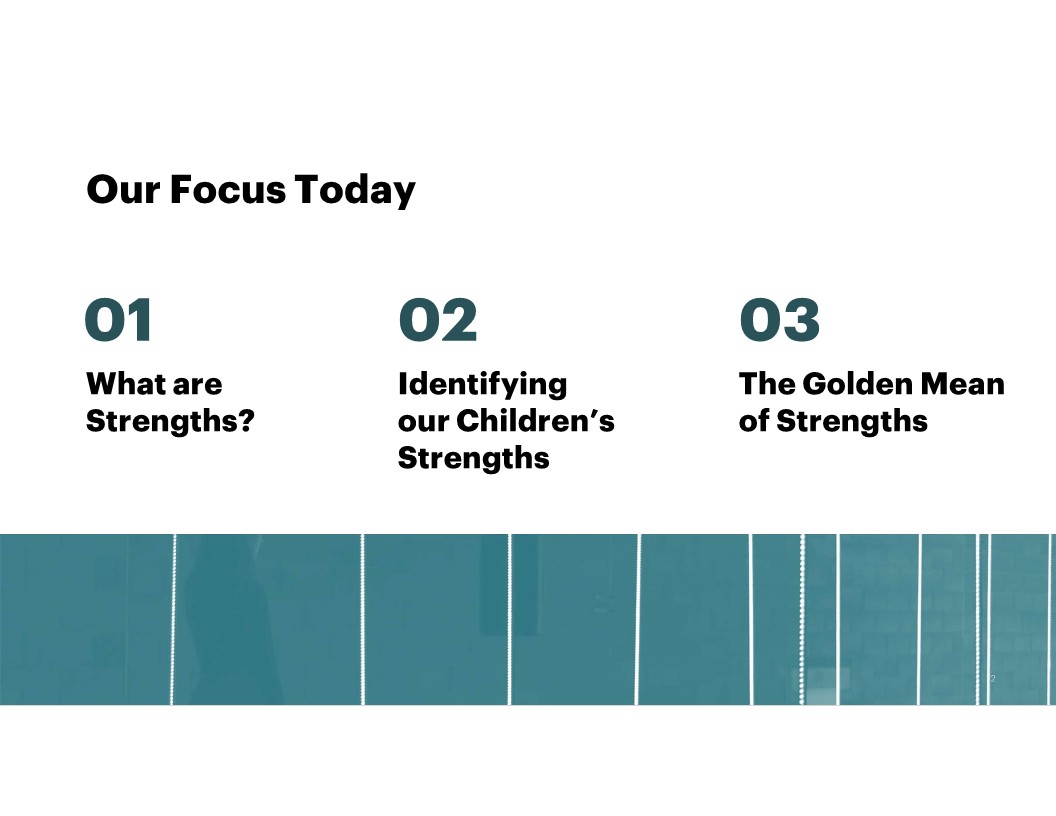 Our Focus Today
01
What are
Strengths?
02
Identifying
our Children’s
Strengths
03
The Golden Mean
of Strengths
2